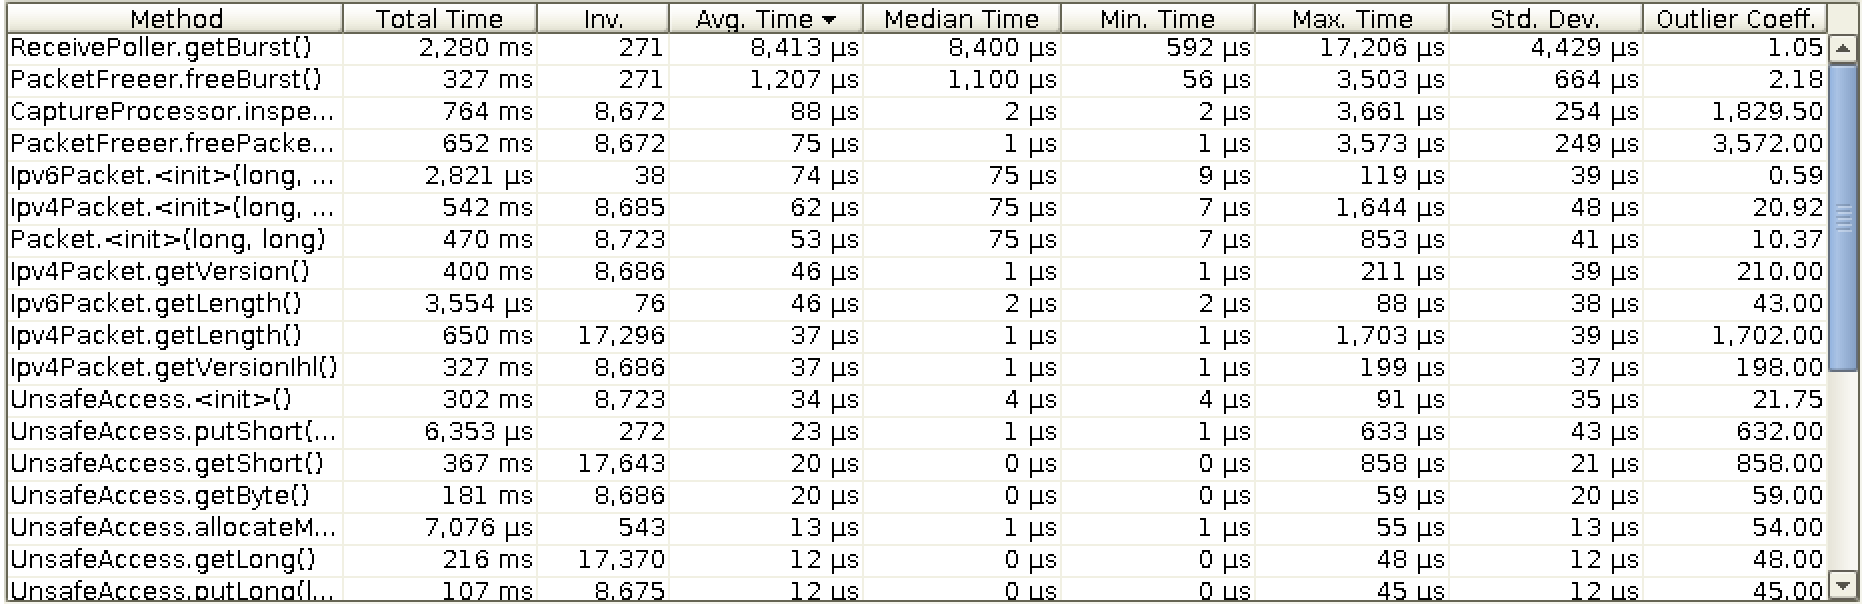 Method Total Time Inv. Avg. Time Median Time Min. Time Max. Time Std. Dev. Outlier Coeff.
ReceivePoller.getBurst() 2,280 ms 271 8,413 µs 8,400 µs 592 µs 17,206 µs 4,429 µs 1.05
PacketFreeer.freeBurst() 327 ms 271 1,207 µs 1,100 µs 56 µs 3,503 µs 664 µs 2.18
CaptureProcessor.inspe... 764 ms 8,672 88 µs 2 µs 2 µs 3,661 µs 254 µs 1,829.50
PacketFreeer.freePacke... 652 ms 8,672 75 µs 1 µs 1 µs 3,573 µs 249 µs 3,572.00
Ipv6Packet.<init>(long, ... 2,821 µs 38 74 µs 75 µs 9 µs 119 µs 39 µs 0.59
Ipv4Packet.<init>(long, ... 542 ms 8,685 62 µs 75 µs 7 µs 1,644 µs 48 µs 20.92
Packet.<init>(long, long) 470 ms 8,723 53 µs 75 µs 7 µs 853 µs 41 µs 10.37
Ipv4Packet.getVersion() 400 ms 8,686 46 µs 1 µs 1 µs 211 µs 39 µs 210.00
Ipv6Packet.getLength() 3,554 µs 76 46 µs 2 µs 2 µs 88 µs 38 µs 43.00
Ipv4Packet.getLength() 650 ms 17,296 37 µs 1 µs 1 µs 1,703 µs 39 µs 1,702.00
Ipv4Packet.getVersionIhl() 327 ms 8,686 37 µs 1 µs 1 µs 199 µs 37 µs 198.00
UnsafeAccess.<init>() 302 ms 8,723 34 µs 4 µs 4 µs 91 µs 35 µs 21.75
UnsafeAccess.putShort(... 6,353 µs 272 23 µs 1 µs 1 µs 633 µs 43 µs 632.00
UnsafeAccess.getShort() 367 ms 17,643 20 µs 0 µs 0 µs 858 µs 21 µs 858.00
UnsafeAccess.getByte() 181 ms 8,686 20 µs 0 µs 0 µs 59 µs 20 µs 59.00
UnsafeAccess.allocateM... 7,076 µs 543 13 µs 1 µs 1 µs 55 µs 13 µs 54.00
UnsafeAccess.getLong() 216 ms 17,370 12 µs 0 µs 0 µs 48 µs 12 µs 48.00
UnsafeAccess.putLong(l... 107 ms 8,675 12 µs 0 µs 0 µs 45 µs 12 µs 45.00